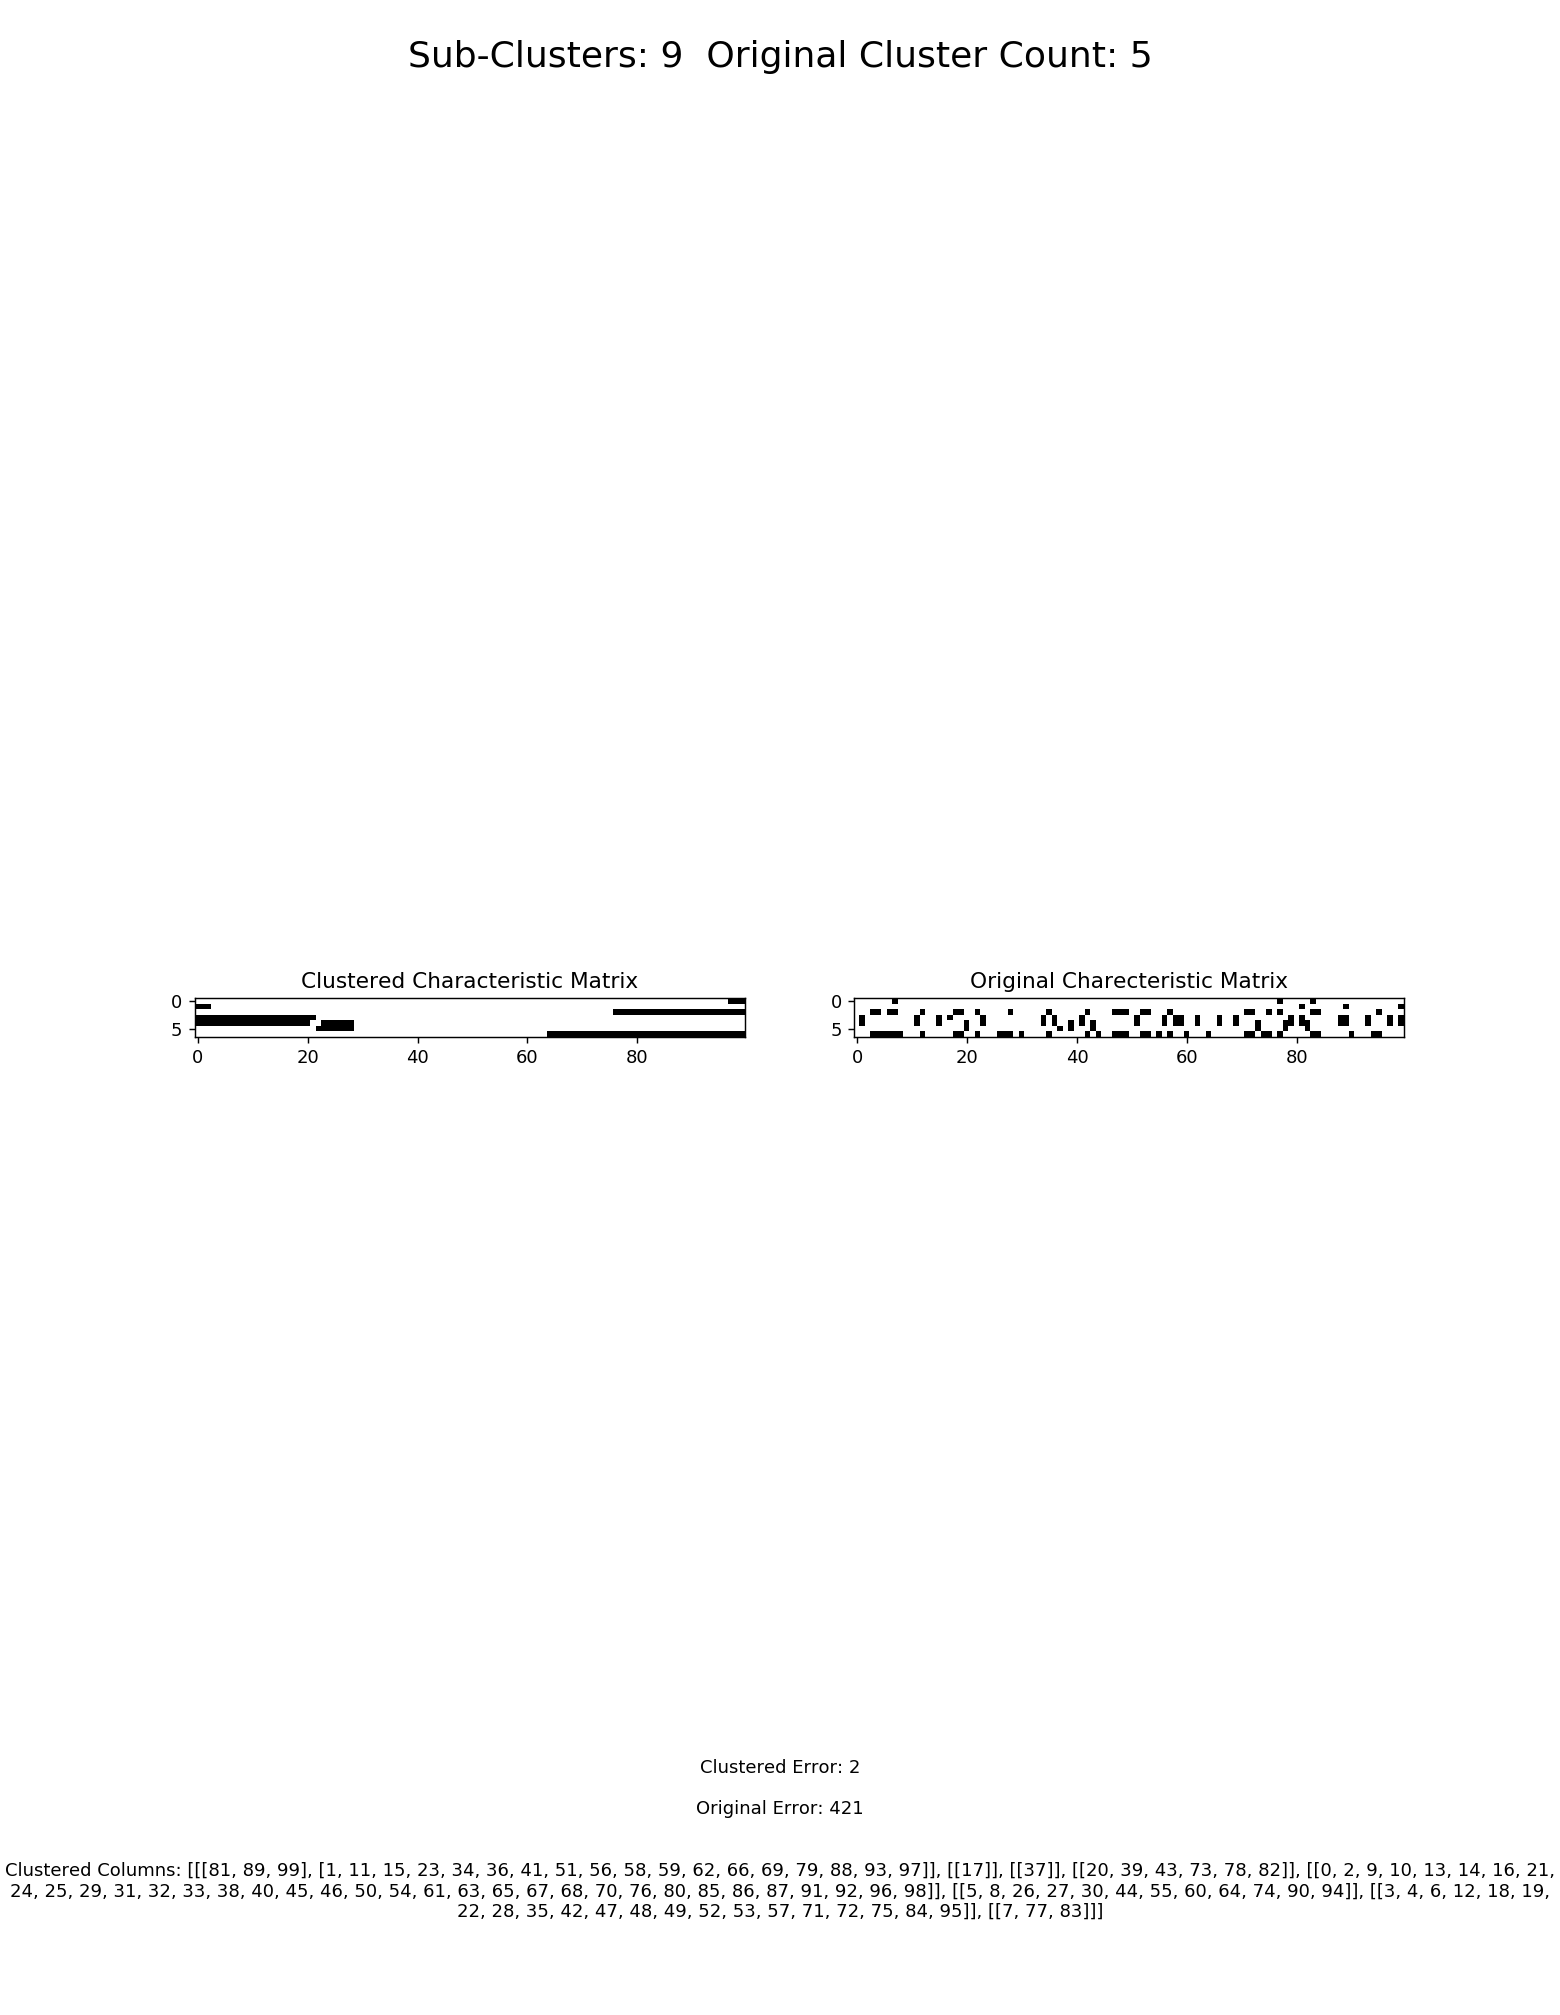 Sub-Clusters: 9  Original Cluster Count: 5
Clustered Characteristic Matrix
0
5
0 20 40 60 80
Original Charecteristic Matrix
0
5
0 20 40 60 80
Clustered Error: 2
Original Error: 421
Clustered Columns: [[[81, 89, 99], [1, 11, 15, 23, 34, 36, 41, 51, 56, 58, 59, 62, 66, 69, 79, 88, 93, 97]], [[17]], [[37]], [[20, 39, 43, 73, 78, 82]], [[0, 2, 9, 10, 13, 14, 16, 21,
24, 25, 29, 31, 32, 33, 38, 40, 45, 46, 50, 54, 61, 63, 65, 67, 68, 70, 76, 80, 85, 86, 87, 91, 92, 96, 98]], [[5, 8, 26, 27, 30, 44, 55, 60, 64, 74, 90, 94]], [[3, 4, 6, 12, 18, 19,
22, 28, 35, 42, 47, 48, 49, 52, 53, 57, 71, 72, 75, 84, 95]], [[7, 77, 83]]]